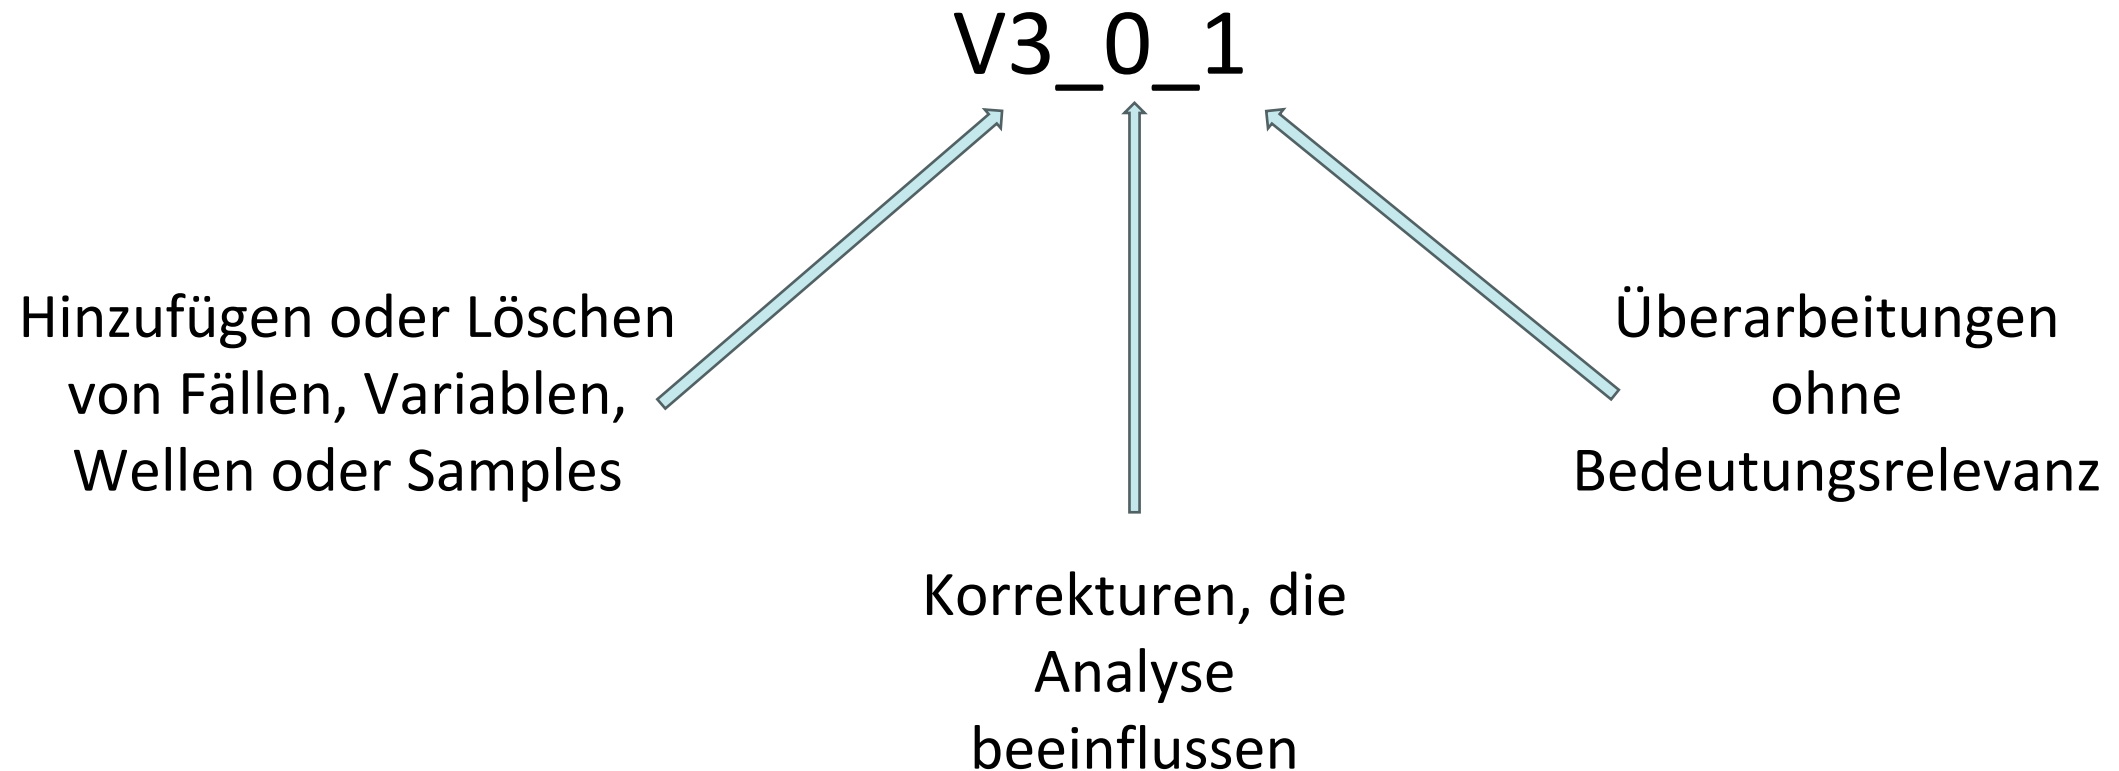 V3_0_1
Hinzufügen oder Löschen
von Fällen, Variablen,
Wellen oder Samples
Überarbeitungen
ohne
Bedeutungsrelevanz
Korrekturen, die
Analyse
beeinflussen